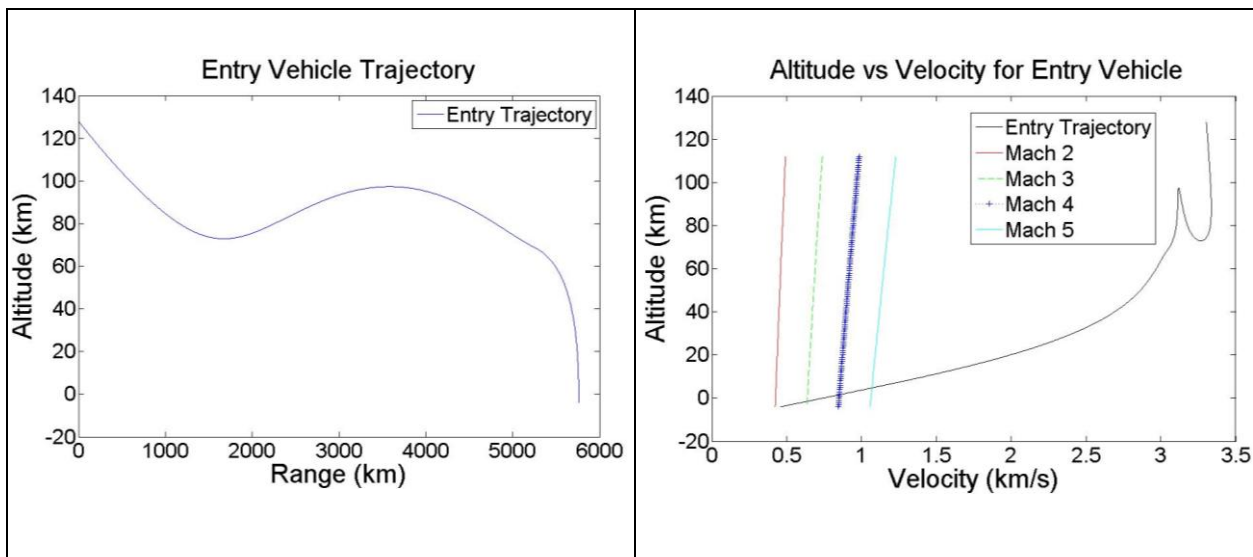 Entry Vehicle Trajectory
140
120
100
80
60
40
20
0
-20
Altitude (km)
Entry Trajectory
0 1000 2000 3000 4000 5000 6000
Range (km)
Altitude vs Velocity for Entry Vehicle
140
120
100
80
60
40
20
0
-20
Altitude (km)
Entry Trajectory
Mach 2
Mach 3
Mach 4
Mach 5
0 0.5 1 1.5 2 2.5 3 3.5
Velocity (km/s)